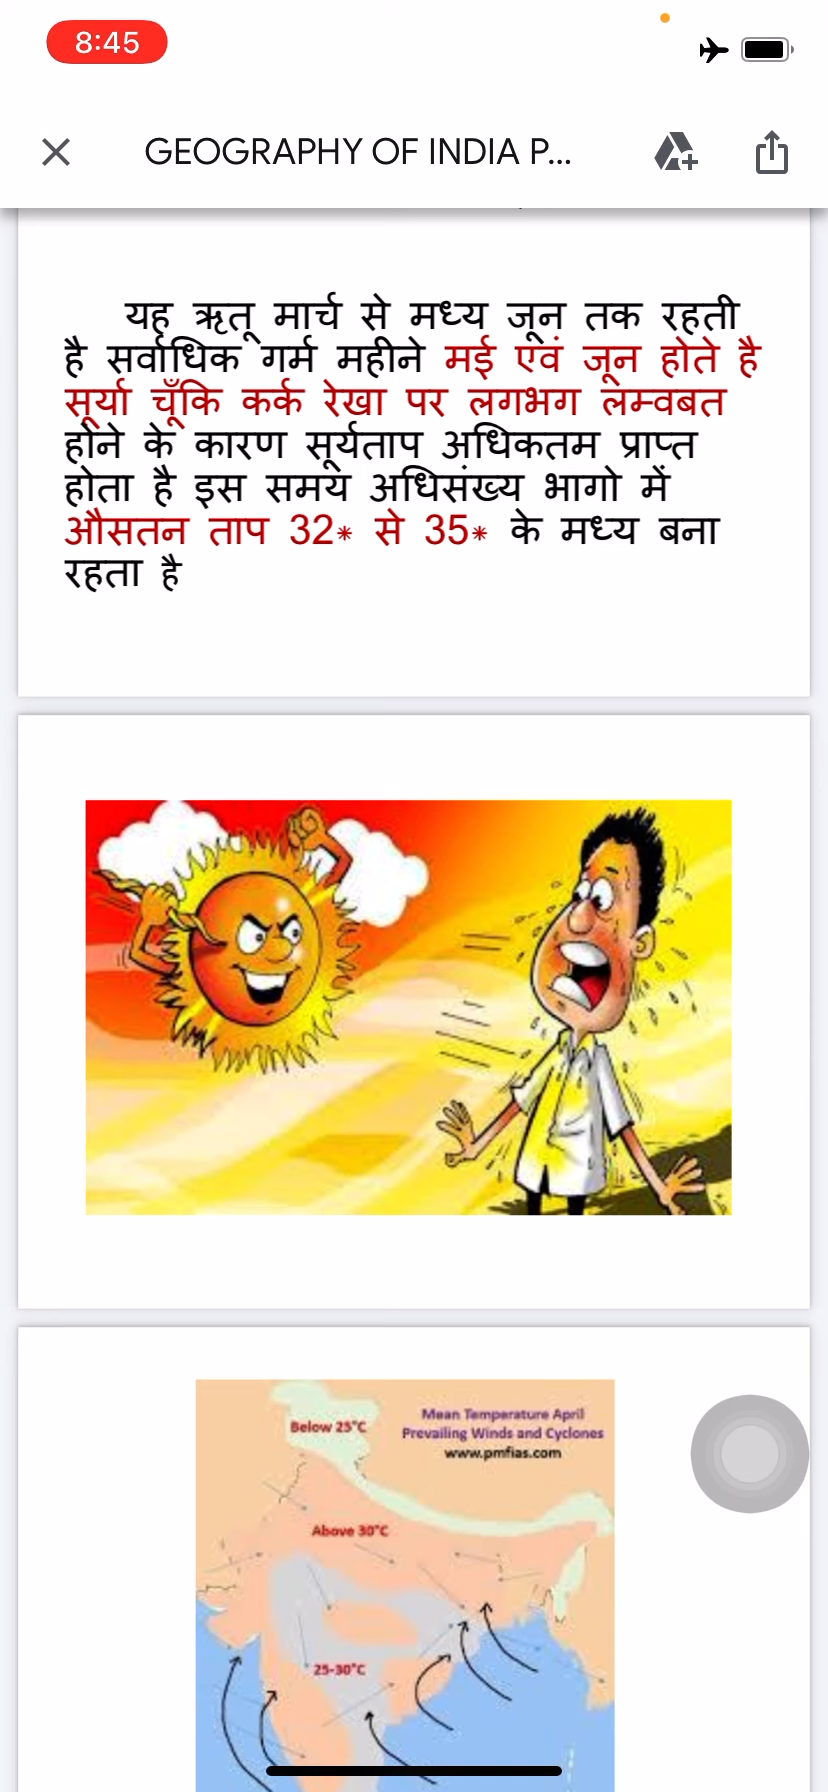 8:45
GEOGRAPHY OF INDIA P...
यह ऋतू मार्च से मध्य जून तक रहती
है सर्वाधिक गर्म महीने मई एवं जून होते है
सूर्या चूँकि कर्क रेखा पर लगभग लम्वबत
होने के कारण सूर्यताप अधिकतम प्राप्त
होता है इस समय अधिसंख्य भागो में
औसतन ताप 32* से 35* के मध्य बना
रहता है
Mean Temperature April
Below 25°C
Prevailing Winds and Cyclones
www.pmfias.com
Above 30°C
25-30°C